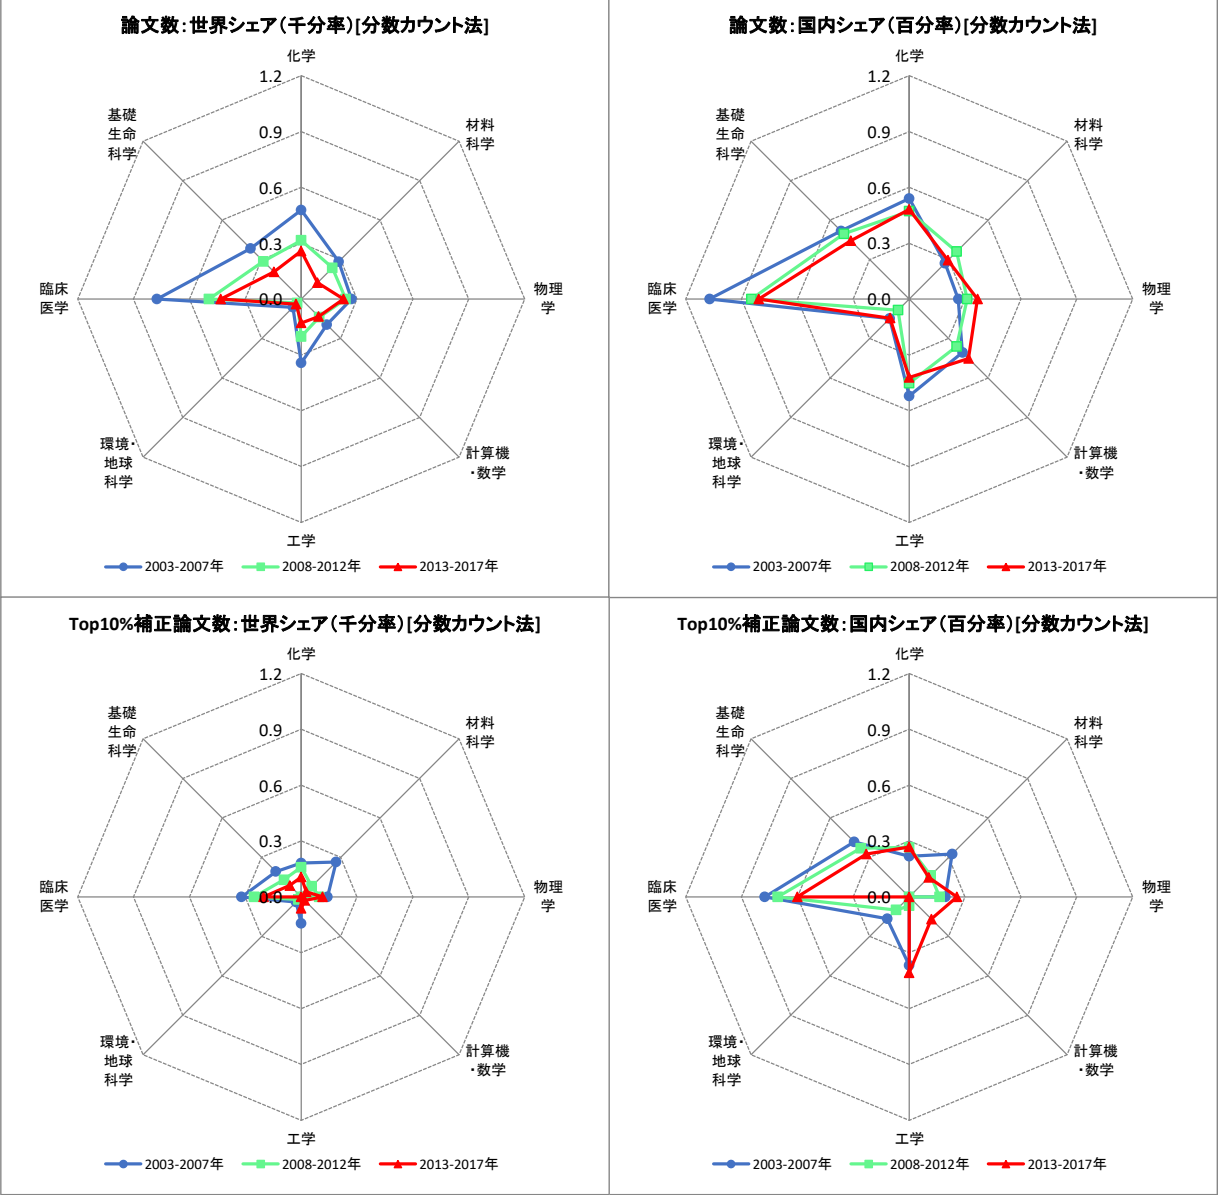 論文数：世界シェア（千分率）[分数カウント法]
化学
1.2
0.9
0.6
0.3
0.0
材料
科学
物理
学
計算機
・数学
工学
環境・
地球
科学
臨床
医学
基礎
生命
科学
2003-2007年
2008-2012年
2013-2017年
論文数：国内シェア（百分率）[分数カウント法]
化学
1.2
0.9
0.6
0.3
0.0
材料
科学
物理
学
計算機
・数学
工学
環境・
地球
科学
臨床
医学
基礎
生命
科学
2003-2007年
2008-2012年
2013-2017年
Top10%補正論文数：世界シェア（千分率）[分数カウント法]
化学
1.2
0.9
0.6
0.3
0.0
材料
科学
物理
学
計算機
・数学
工学
環境・
地球
科学
臨床
医学
基礎
生命
科学
2003-2007年
2008-2012年
2013-2017年
Top10%補正論文数：国内シェア（百分率）[分数カウント法]
化学
1.2
0.9
0.6
0.3
0.0
材料
科学
物理
学
計算機
・数学
工学
環境・
地球
科学
臨床
医学
基礎
生命
科学
2003-2007年
2008-2012年
2013-2017年